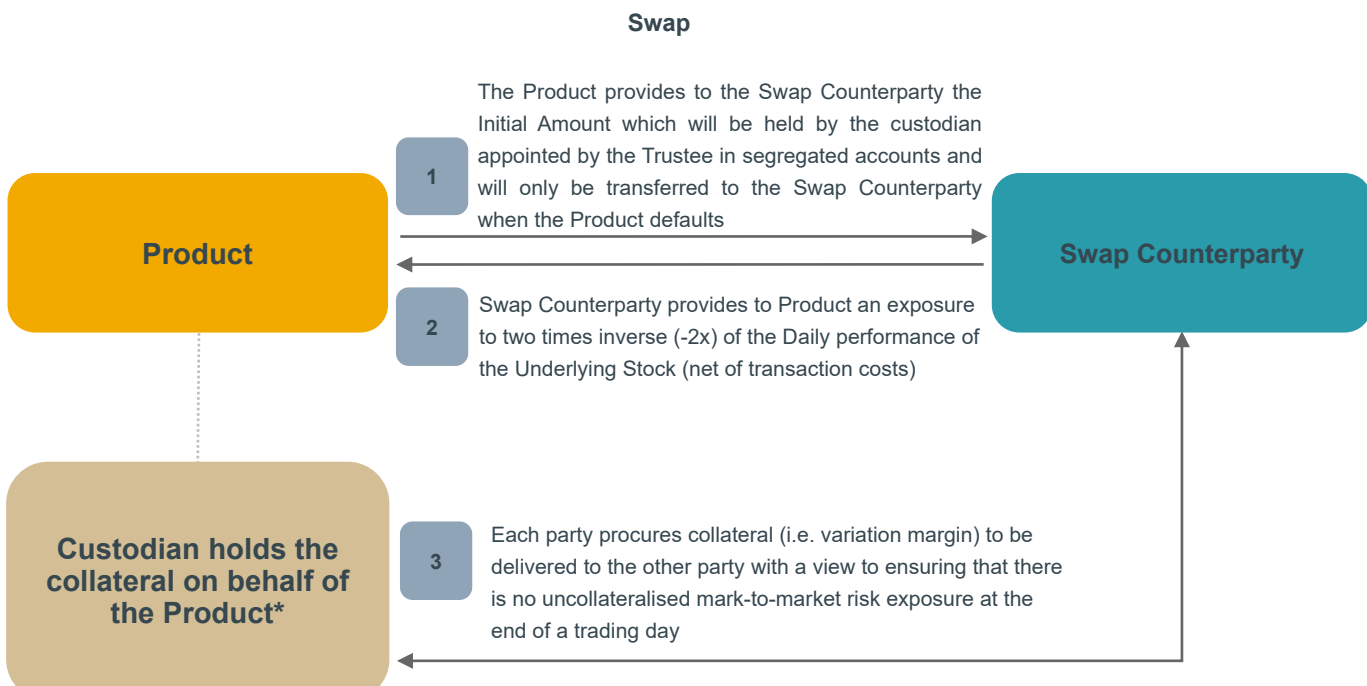 Swap
The Product provides to the Swap Counterparty the
Initial Amount which will be held by the custodian
appointed by the Trustee in segregated accounts and
will only be transferred to the Swap Counterparty
when the Product defaults
1
Product
Swap Counterparty
2
Swap Counterparty provides to Product an exposure
to two times inverse (-2x) of the Daily performance of
the Underlying Stock (net of transaction costs)
Custodian holds the
collateral on behalf of
the Product*
3
Each party procures collateral (i.e. variation margin) to be
delivered to the other party with a view to ensuring that there
is no uncollateralised mark-to-market risk exposure at the
end of a trading day